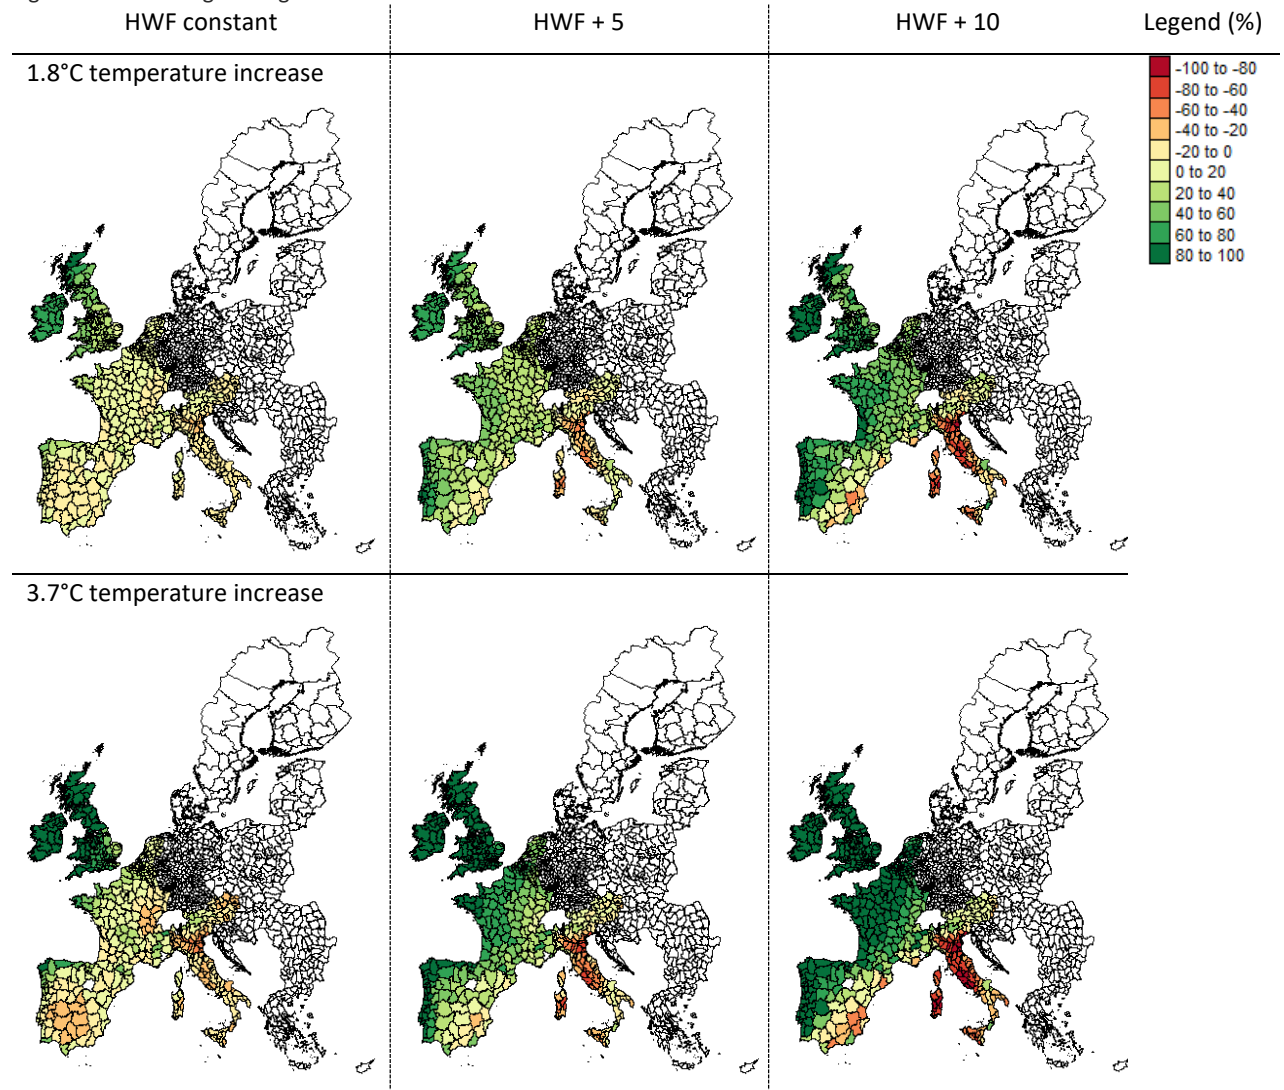 HWF constant HWF + 5 HWF + 10 Legend (%)
1.8°C temperature increase
-100 to -80
-80 to -60
-60 to -40
-40 to -20
-20 to 0
0 to 20
20 to 40
40 to 60
60 to 80
80 to 100
3.7°C temperature increase